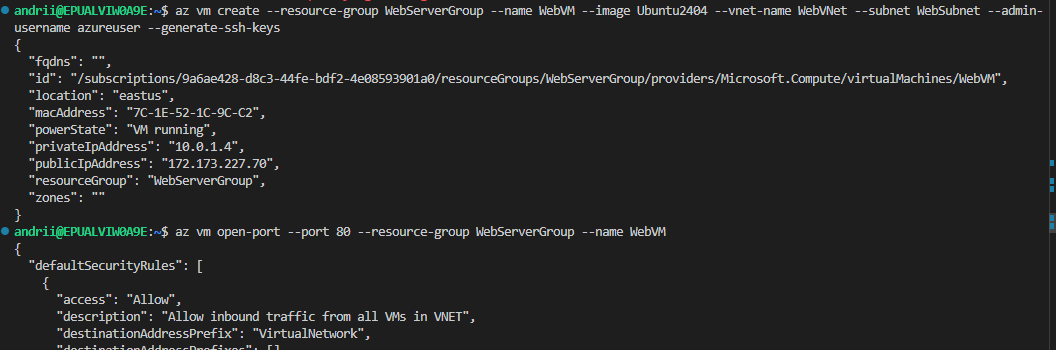 andrii@EPUALVIW0A9E:~$ az vm create --resource-group WebServerGroup --name WebVM --image Ubuntu2404 --vnet-name WebVNet --subnet WebSubnet --admin-
username azureuser --generate-ssh-keys
{
  "fqdns": "",
  "id": "/subscriptions/9a6ae428-d8c3-44fe-bdf2-4e08593901a0/resourceGroups/WebServerGroup/providers/Microsoft.Compute/virtualMachines/WebVM",
  "location": "eastus",
  "macAddress": "7C-1E-52-1C-9C-C2",
  "powerState": "VM running",
  "privateIpAddress": "10.0.1.4",
  "publicIpAddress": "172.173.227.70",
  "resourceGroup": "WebServerGroup",
  "zones": ""
}
andrii@EPUALVIW0A9E:~$ az vm open-port --port 80 --resource-group WebServerGroup --name WebVM
{
  "defaultSecurityRules": [
    {
      "access": "Allow",
      "description": "Allow inbound traffic from all VMs in VNET",
      "destinationAddressPrefix": "VirtualNetwork",
      "destinationAddressPrefixes": [],